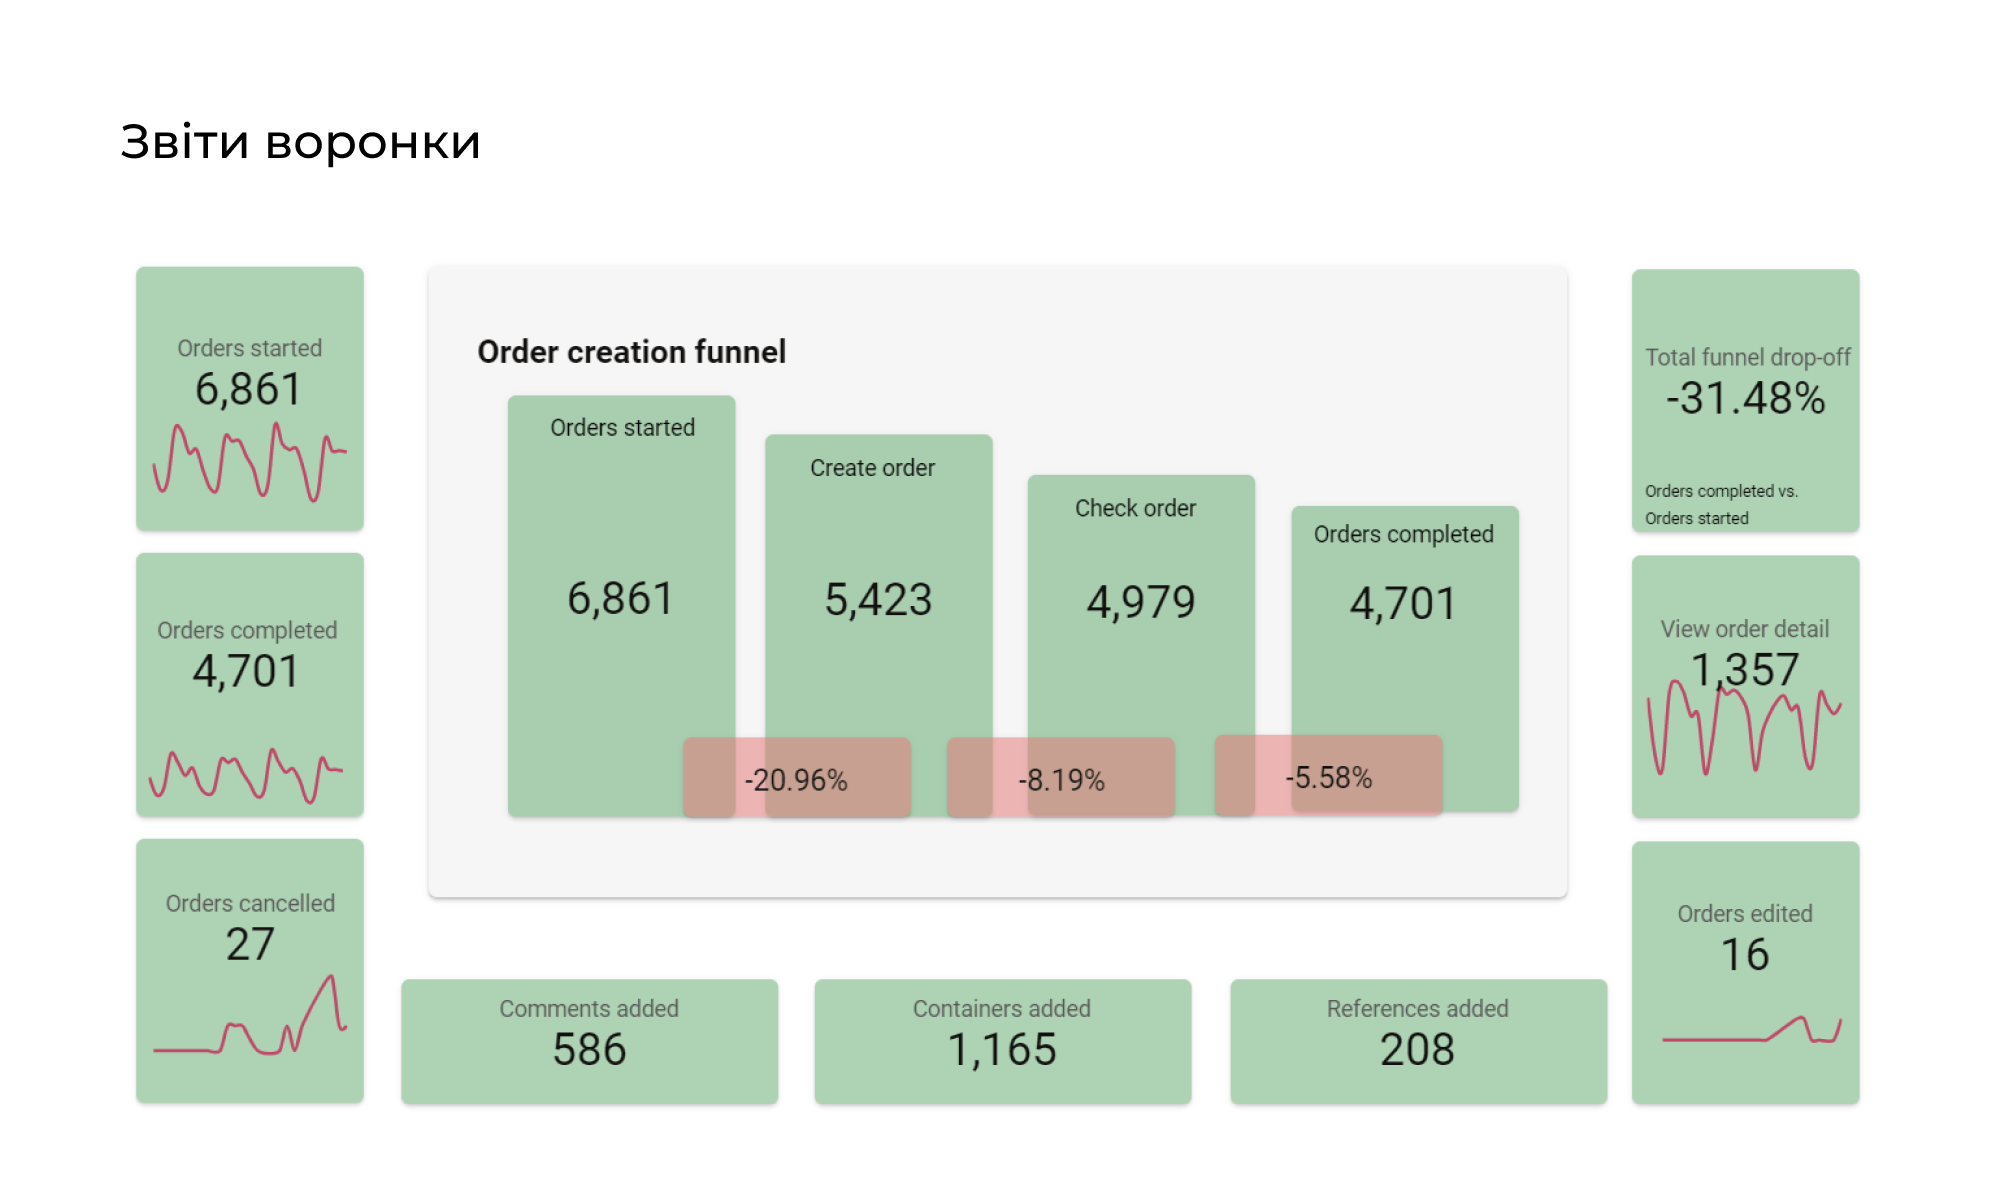 Звіти воронки
Orders started
6,861
Orders completed
4,701
Orders cancelled
27
Order creation funnel
Orders started
6,861
Create order
5,423
Check order
4,979
Orders completed
4,701
-20.96%
-8.19%
-5.58%
Comments added
586
Containers added
1,165
References added
208
Total funnel drop-off
-31.48%
Orders completed vs.
Orders started
View order detail
1,357
Orders edited
16